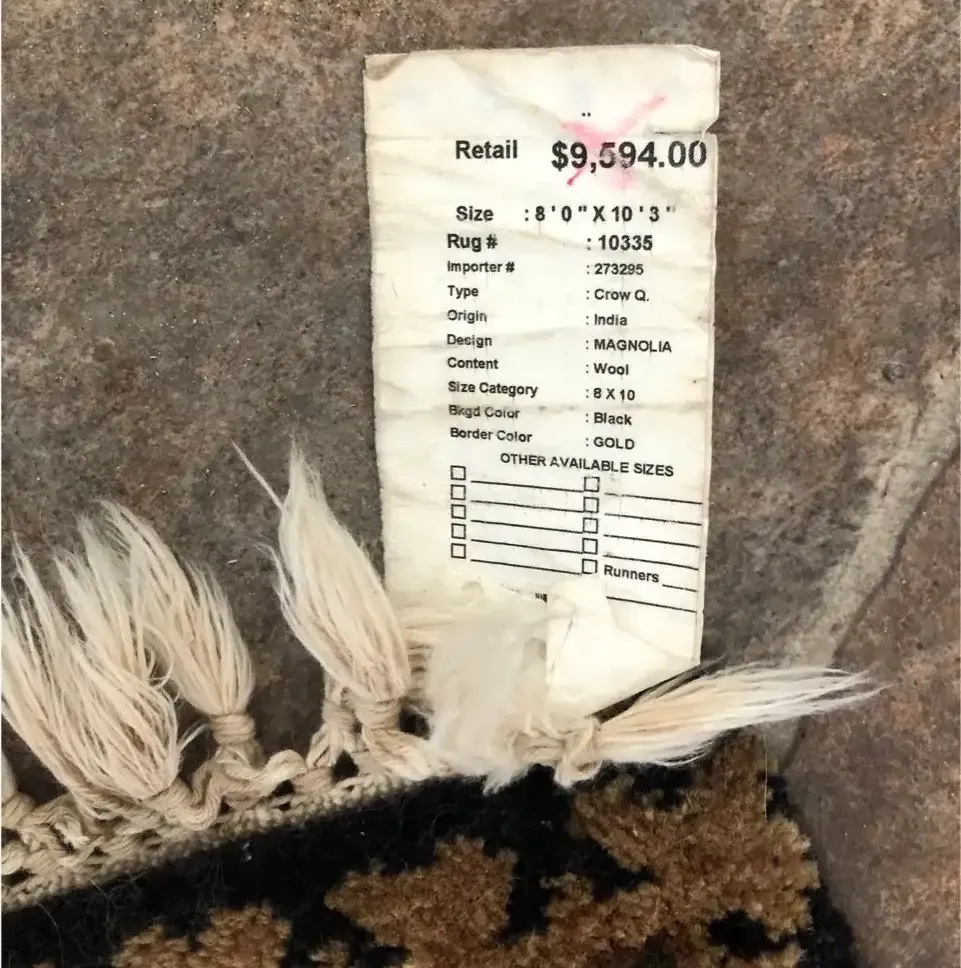 Retail $9,594.00
Size : 8'0"X10'3"
Rug # : 10335
Importer # : 273295
Type : Crow Q.
Origin : India
Design : MAGNOLIA
Content : Wool
Size Category : 8 X 10
Bkgd Color : Black
Border Color : GOLD
OTHER AVAILABLE SIZES
Runners